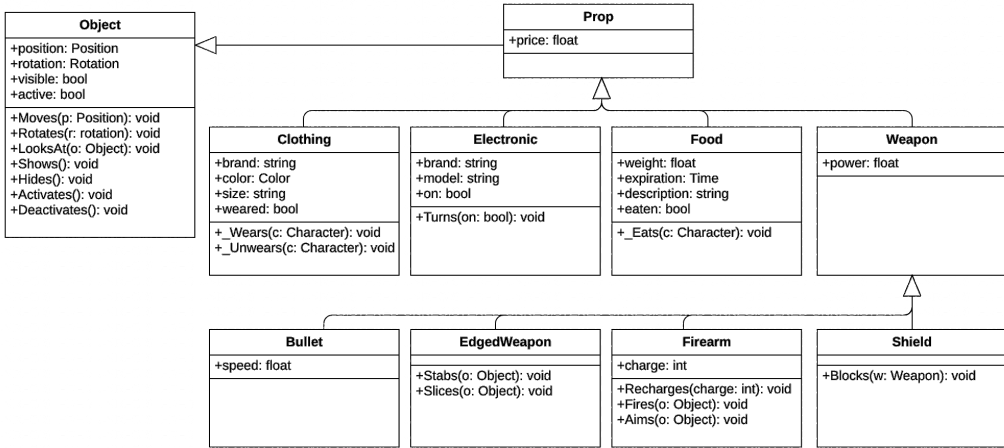 Object
+position: Position
+rotation: Rotation
+visible: bool
+active: bool
+Moves(p: Position): void
+Rotates(r: rotation): void
+LooksAt(o: Object): void
+Shows(): void
+Hides(): void
+Activates(): void
+Deactivates(): void
Prop
+price: float
Clothing
+brand: string
+color: Color
+size: string
+weared: bool
+_Wears(c: Character): void
+_Unwears(c: Character): void
Electronic
+brand: string
+model: string
+on: bool
+Turns(on: bool): void
Food
+weight: float
+expiration: Time
+description: string
+eaten: bool
+_Eats(c: Character): void
Weapon
+power: float
Bullet
+speed: float
EdgedWeapon
+Stabs(o: Object): void
+Slices(o: Object): void
Firearm
+charge: int
+Recharges(charge: int): void
+Fires(o: Object): void
+Aims(o: Object): void
Shield
+Blocks(w: Weapon): void